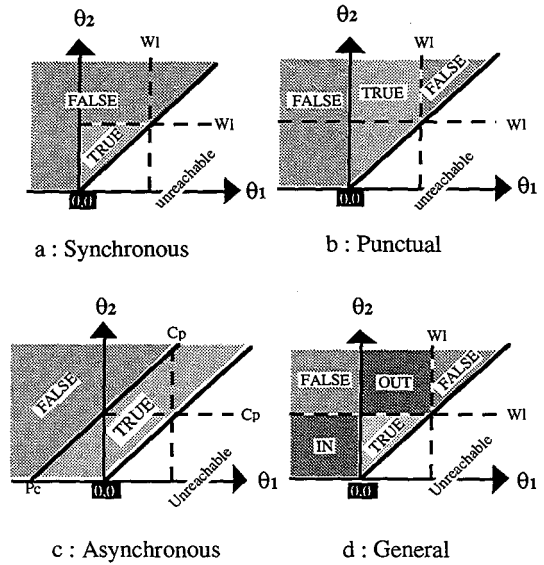 θ2
Wl
FALSE
TRUE
Wl
unreachable
0,0
θ1
a : Synchronous
θ2
Wl
FALSE
TRUE
FALSE
Wl
unreachable
0,0
θ1
b : Punctual
θ2
Cp
FALSE
TRUE
Cp
Unreachable
Pc
0,0
θ1
c : Asynchronous
θ2
Wl
FALSE
OUT
FALSE
Wl
IN
TRUE
Unreachable
0,0
θ1
d : General